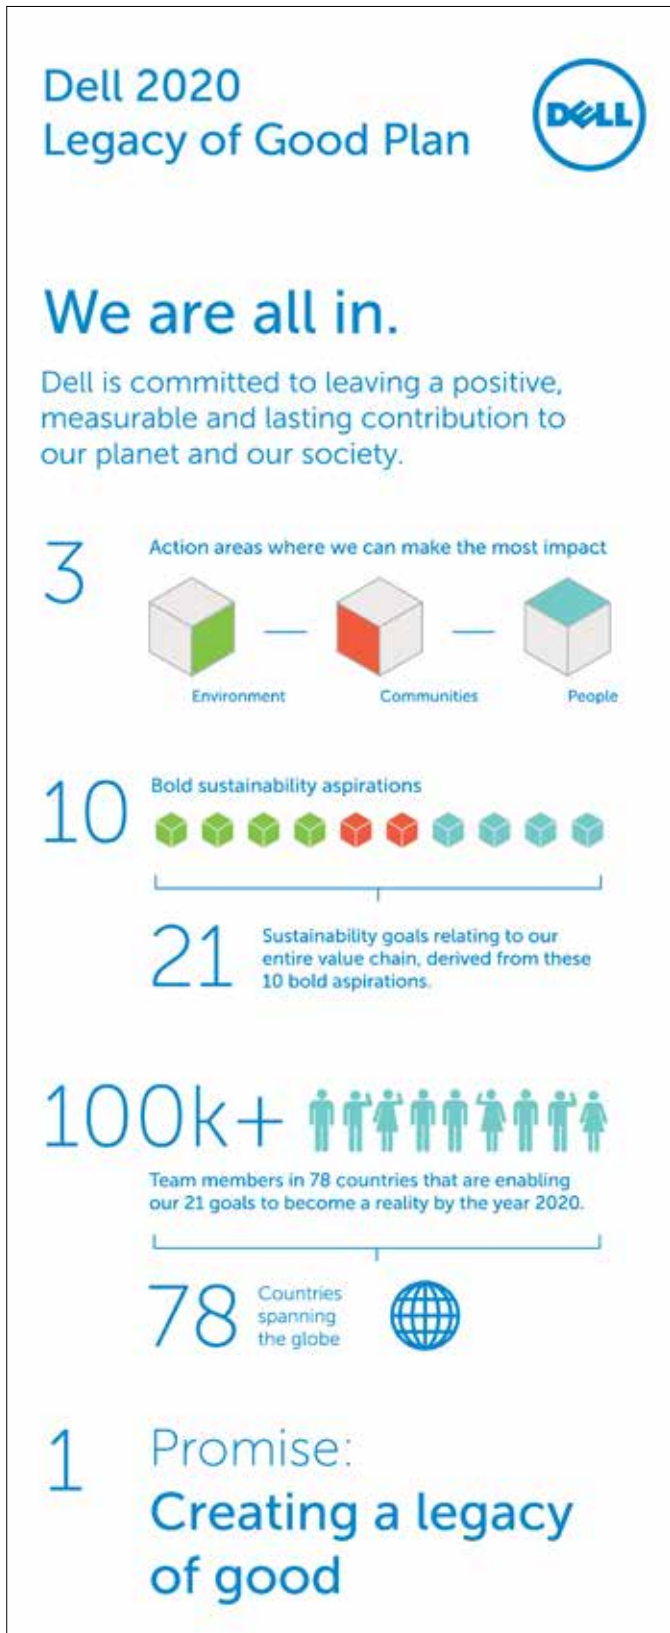 Dell 2020
Legacy of Good Plan
DELL
We are all in.
Dell is committed to leaving a positive,
measurable and lasting contribution to
our planet and our society.
3
Action areas where we can make the most impact
Environment
Communities
People
10
Bold sustainability aspirations
21
Sustainability goals relating to our
entire value chain, derived from these
10 bold aspirations.
100k+
Team members in 78 countries that are enabling
our 21 goals to become a reality by the year 2020.
78
Countries
spanning
the globe
1
Promise:
Creating a legacy
of good